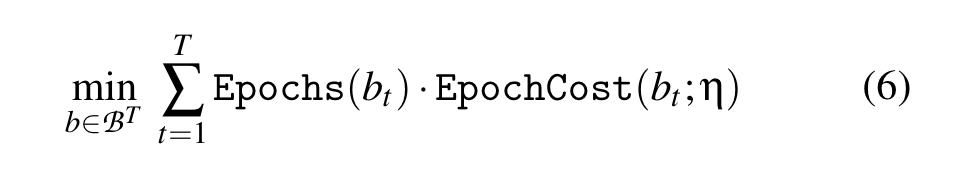 min_{b∈ℬ^T} ∑_{t=1}^{T} Epochs(b_t) · EpochCost(b_t; η) (6)